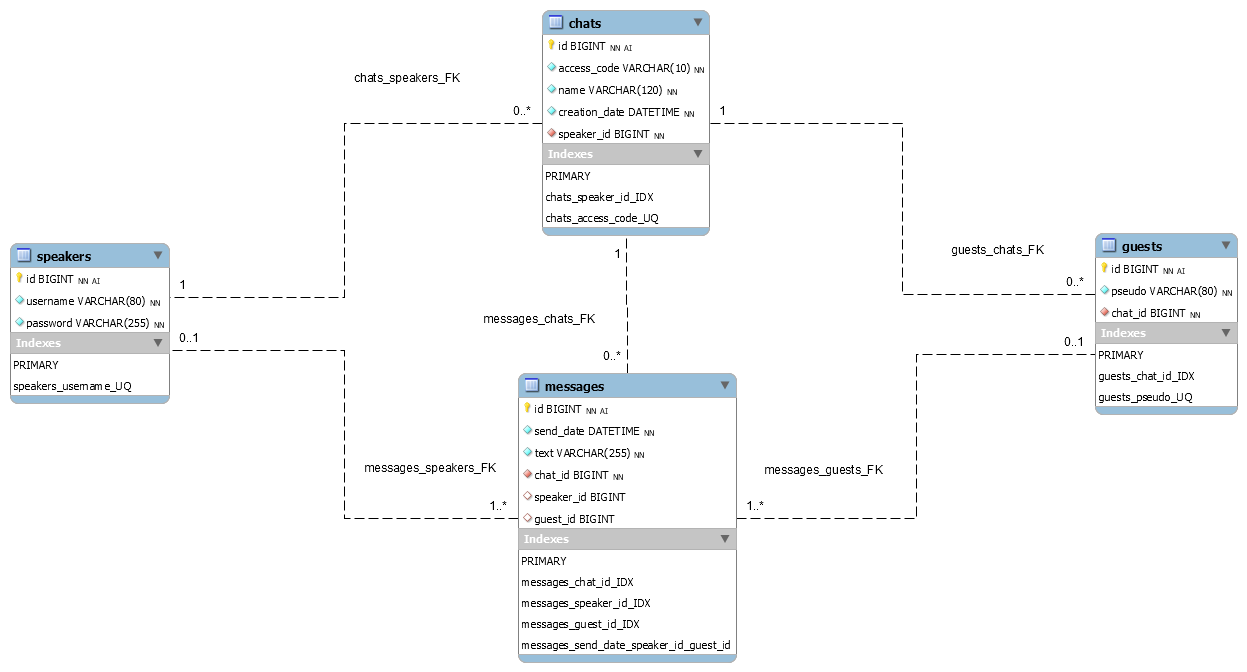 chats
id BIGINT NN AI
access_code VARCHAR(10) NN
name VARCHAR(120) NN
creation_date DATETIME NN
speaker_id BIGINT NN
Indexes
PRIMARY
chats_speaker_id_IDX
chats_access_code_UQ
chats_speakers_FK
0..*
1
speakers
id BIGINT NN AI
username VARCHAR(80) NN
password VARCHAR(255) NN
Indexes
PRIMARY
speakers_username_UQ
1
0..1
guests_chats_FK
0..*
0..1
guests
id BIGINT NN AI
pseudo VARCHAR(80) NN
chat_id BIGINT NN
Indexes
PRIMARY
guests_chat_id_IDX
guests_pseudo_UQ
1
messages_chats_FK
0..*
messages
id BIGINT NN AI
send_date DATETIME NN
text VARCHAR(255) NN
chat_id BIGINT NN
speaker_id BIGINT
guest_id BIGINT
Indexes
PRIMARY
messages_chat_id_IDX
messages_speaker_id_IDX
messages_guest_id_IDX
messages_send_date_speaker_id_guest_id
messages_speakers_FK
1..*
messages_guests_FK
1..*